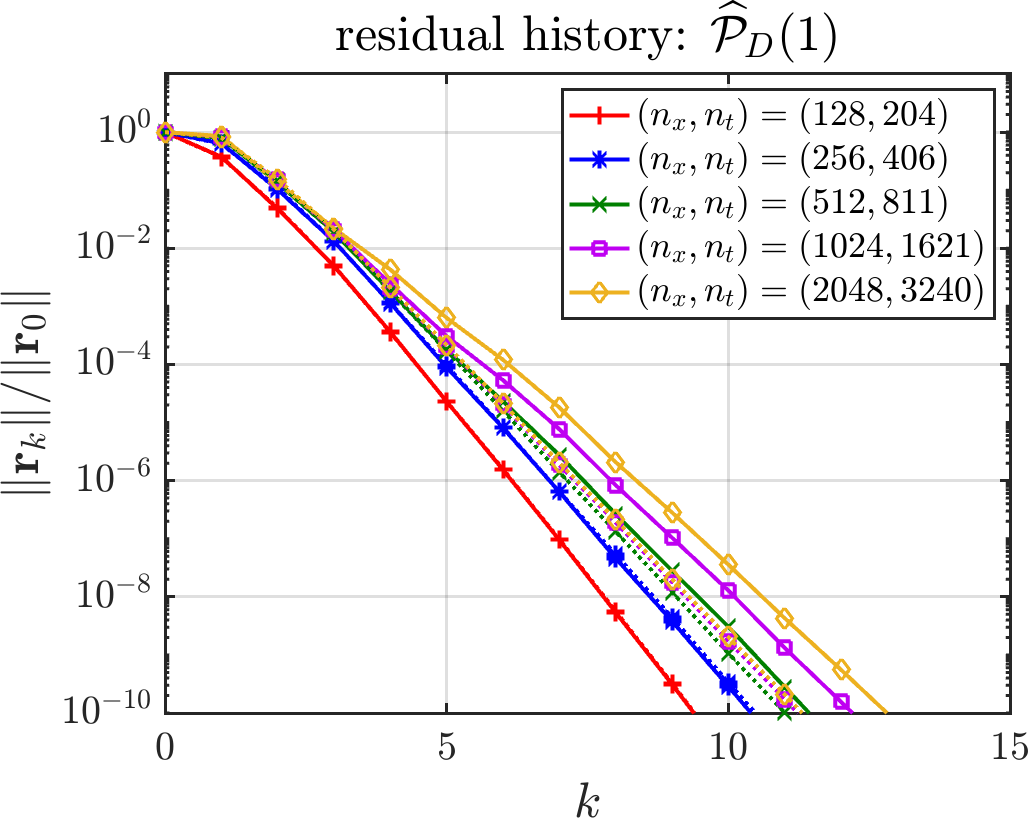 residual history: $\widehat{\mathcal{P}}_D(1)$
$(n_x, n_t) = (128, 204)$
$(n_x, n_t) = (256, 406)$
$(n_x, n_t) = (512, 811)$
$(n_x, n_t) = (1024, 1621)$
$(n_x, n_t) = (2048, 3240)$
$\|\mathbf{r}_k\|/\|\mathbf{r}_0\|$
$10^0$
$10^{-2}$
$10^{-4}$
$10^{-6}$
$10^{-8}$
$10^{-10}$
0 5 10 15
$k$